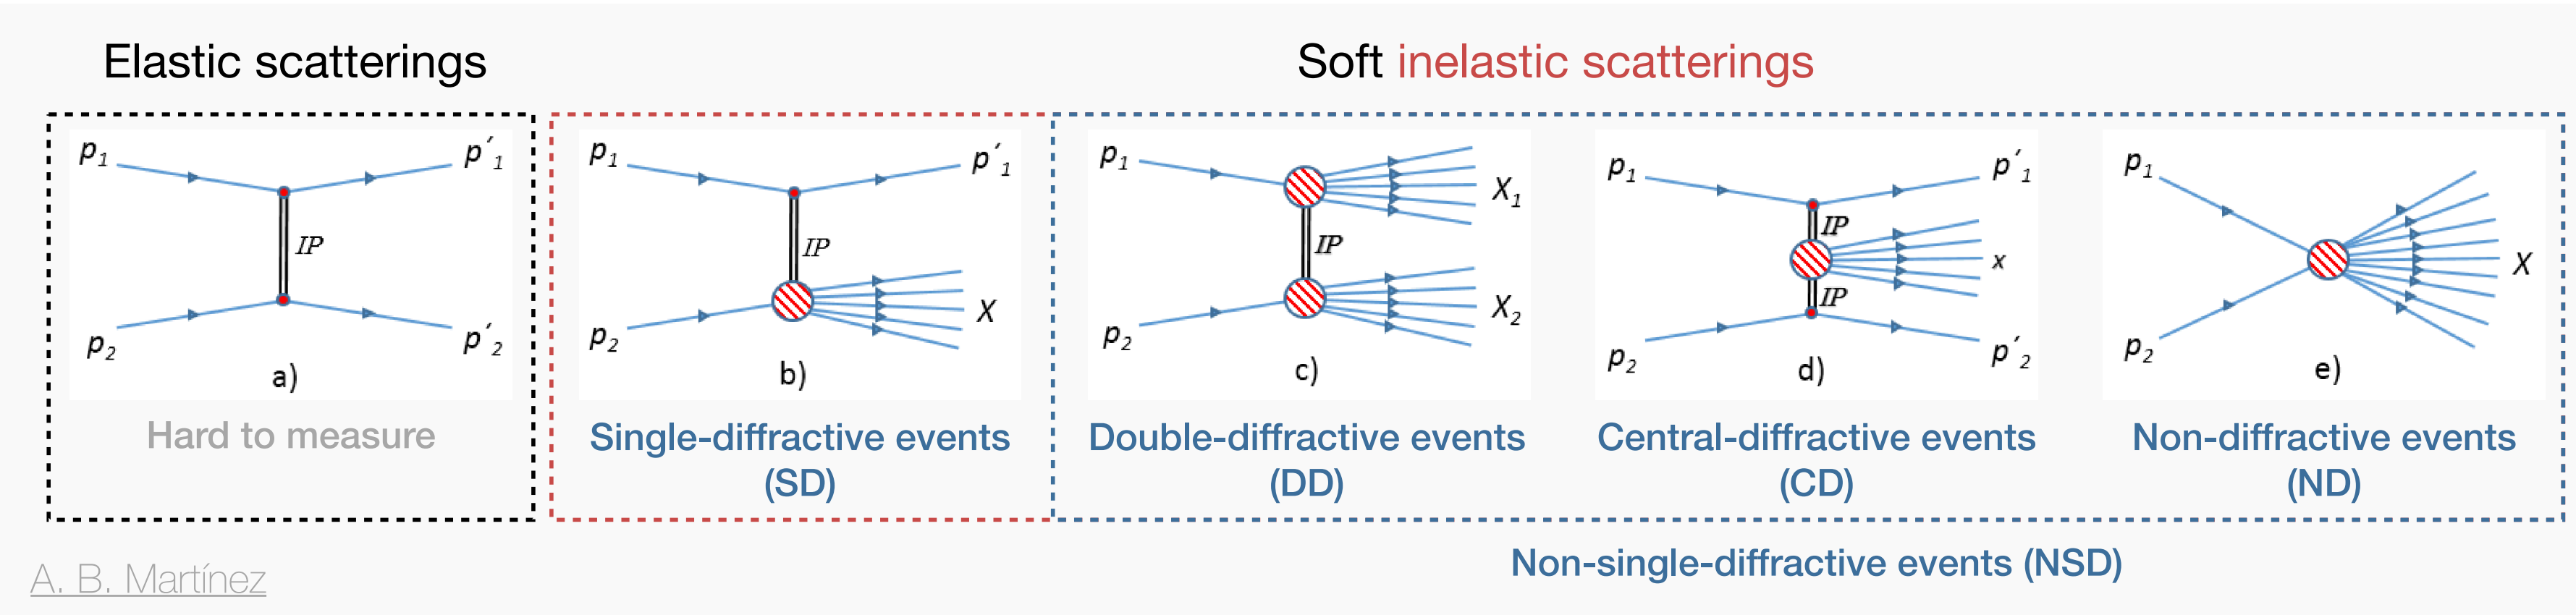 Elastic scatterings
Soft inelastic scatterings
p1
p´1
IP
p2
p´2
a)
p1
p´1
IP
X
p2
b)
p1
X1
IP
X2
p2
c)
p1
p´1
IP
x
IP
p2
p´2
d)
p1
X
p2
e)
Hard to measure
Single-diffractive events
(SD)
Double-diffractive events
(DD)
Central-diffractive events
(CD)
Non-diffractive events
(ND)
Non-single-diffractive events (NSD)
A. B. Martínez